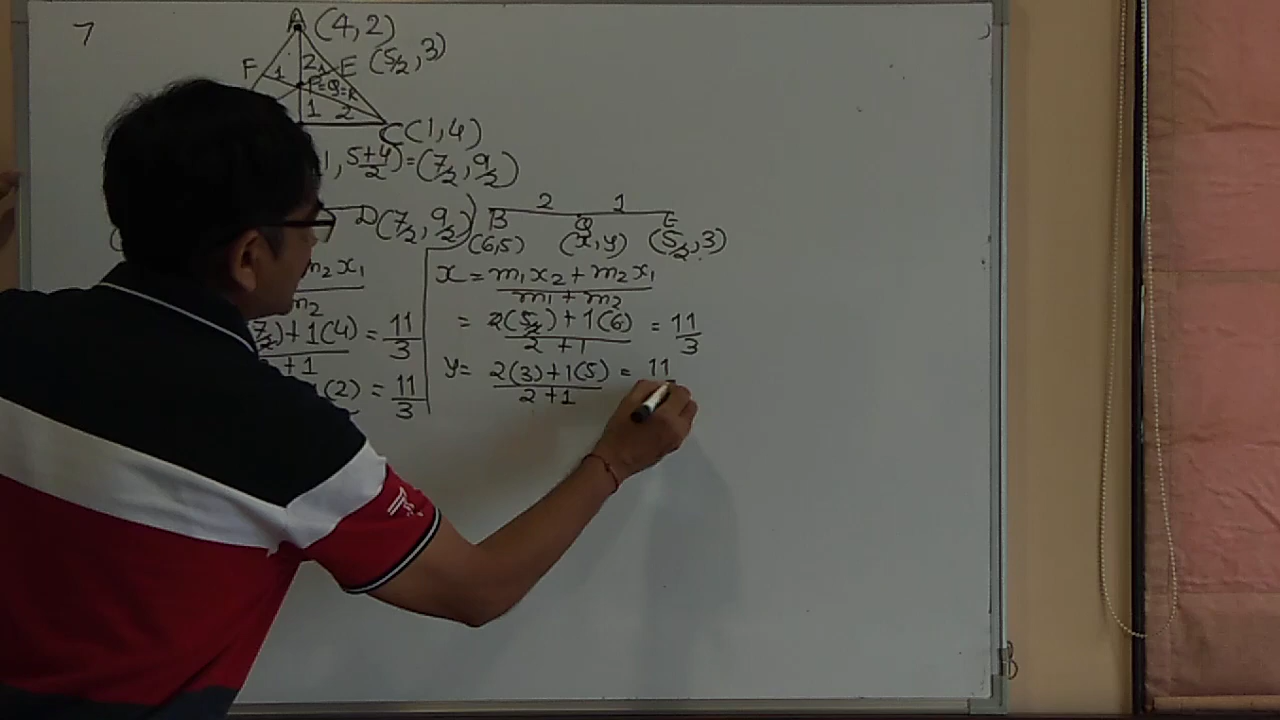 7
A (4,2)
F 1 2 E (5/2, 3)
P=Q=R
1 2
C(1,4)
1, 5+4/2) = (7/2, 9/2)
D(7/2, 9/2) B 2 Q 1 E
(6,5) (x,y) (5/2, 3)
m2x1 x = m1x2 + m2x1 / m1 + m2
m2
7/2) + 1(4) = 11/3 = 2(5/2) + 1(6) / 2+1 = 11/3
+1
(2) = 11/3 y = 2(3)+1(5) / 2+1 = 11